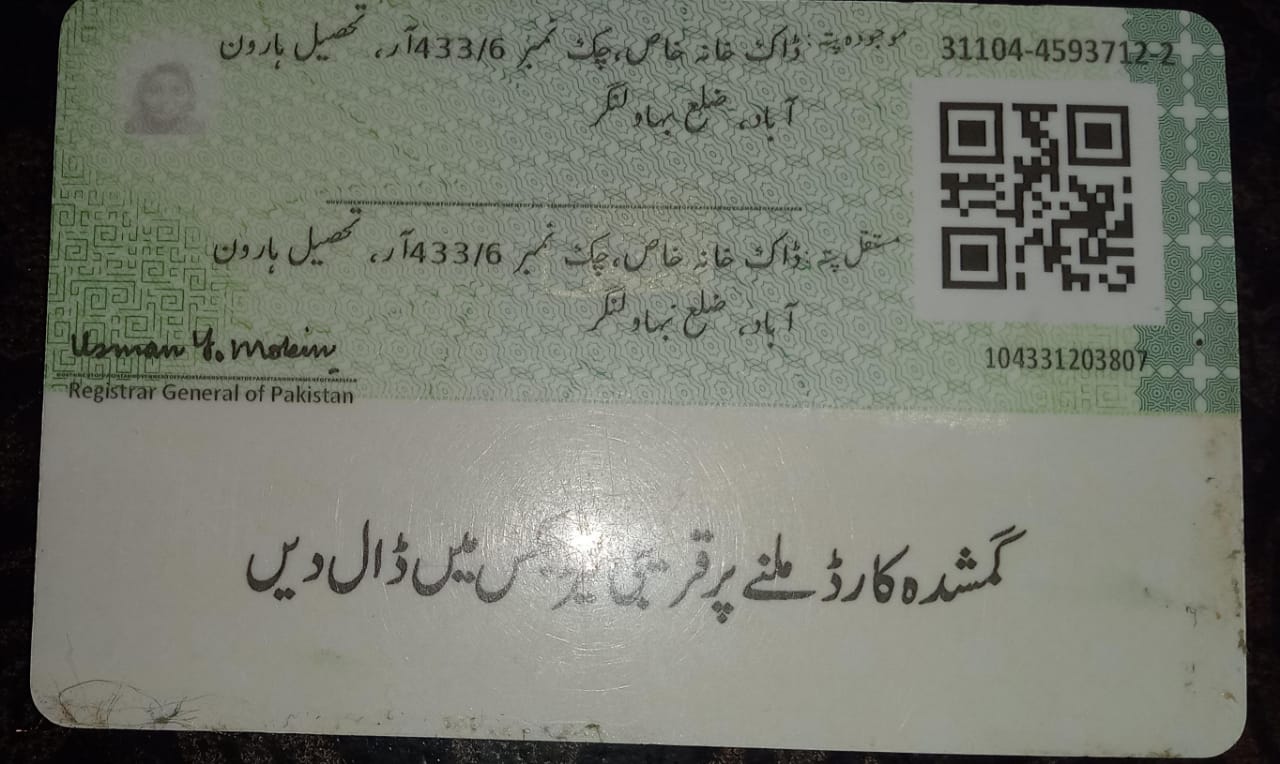 موجودہ پتہ: ڈاک خانہ خاص، چک نمبر 433/6آر، تحصیل ہارون
آباد، ضلع بہاولنگر
31104-4593712-2
مستقل پتہ: ڈاک خانہ خاص، چک نمبر 433/6آر، تحصیل ہارون
آباد، ضلع بہاولنگر
104331203807
Usman Y. Mobin
Registrar General of Pakistan
گمشدہ کارڈ ملنے پر قریبی لیٹر بکس میں ڈال دیں